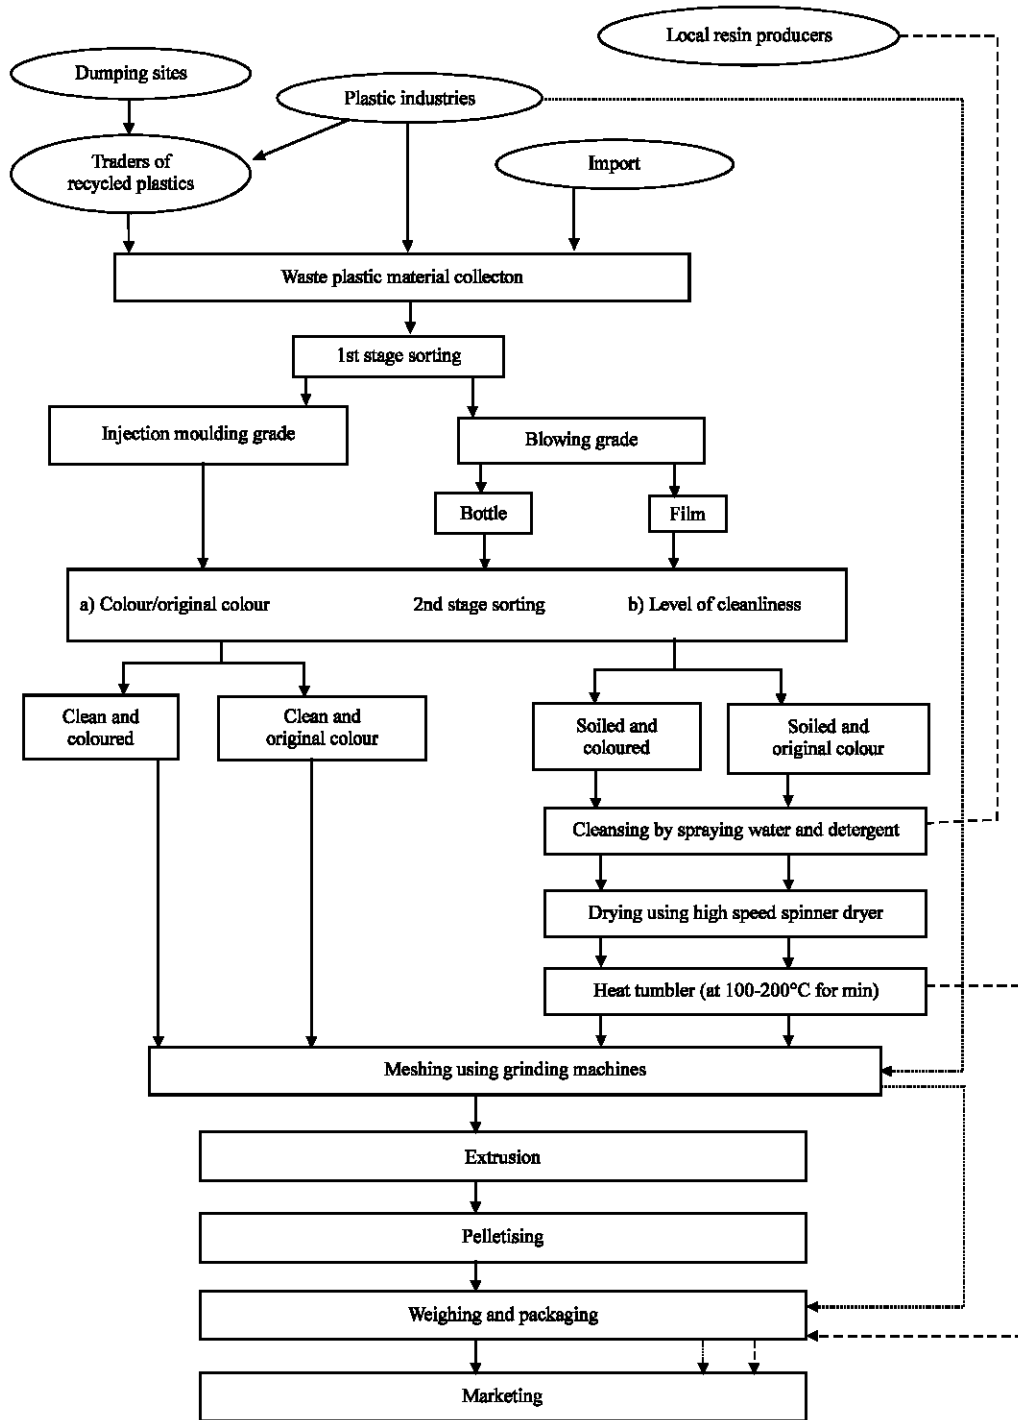 Local resin producers
Dumping sites
Plastic industries
Traders of
recycled plastics
Import
Waste plastic material collecton
1st stage sorting
Injection moulding grade
Blowing grade
Bottle
Film
a) Colour/original colour
2nd stage sorting
b) Level of cleanliness
Clean and
coloured
Clean and
original colour
Soiled and
coloured
Soiled and
original colour
Cleansing by spraying water and detergent
Drying using high speed spinner dryer
Heat tumbler (at 100-200°C for min)
Meshing using grinding machines
Extrusion
Pelletising
Weighing and packaging
Marketing